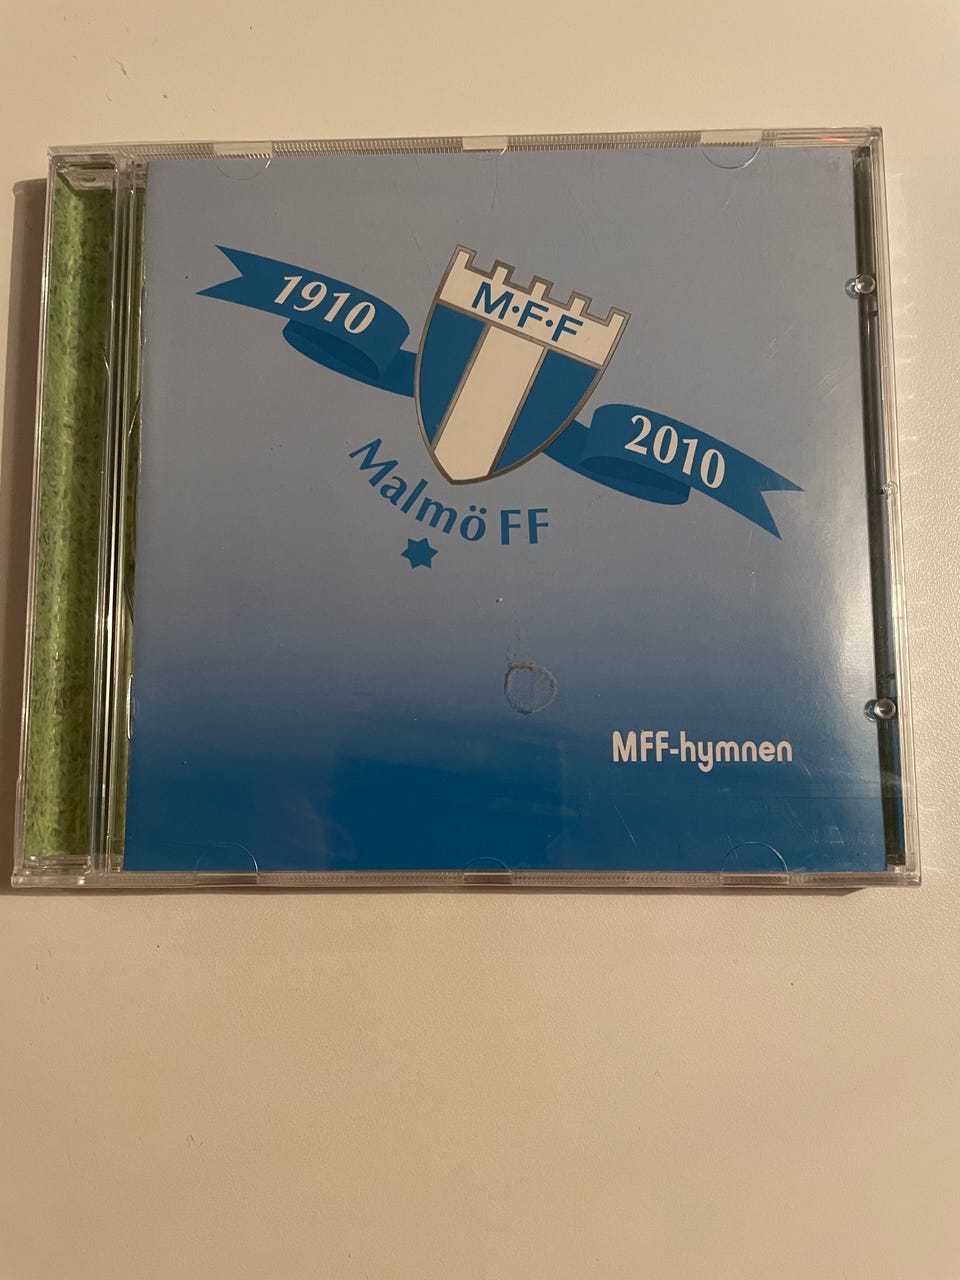 1910
M·F·F
2010
Malmö FF
MFF-hymnen